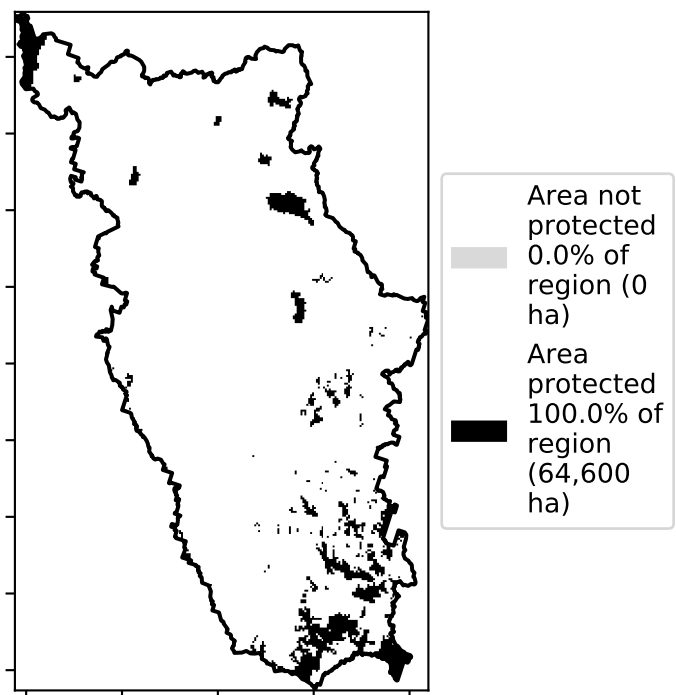 Area not
protected
0.0% of
region (0
ha)
Area
protected
100.0% of
region
(64,600
ha)